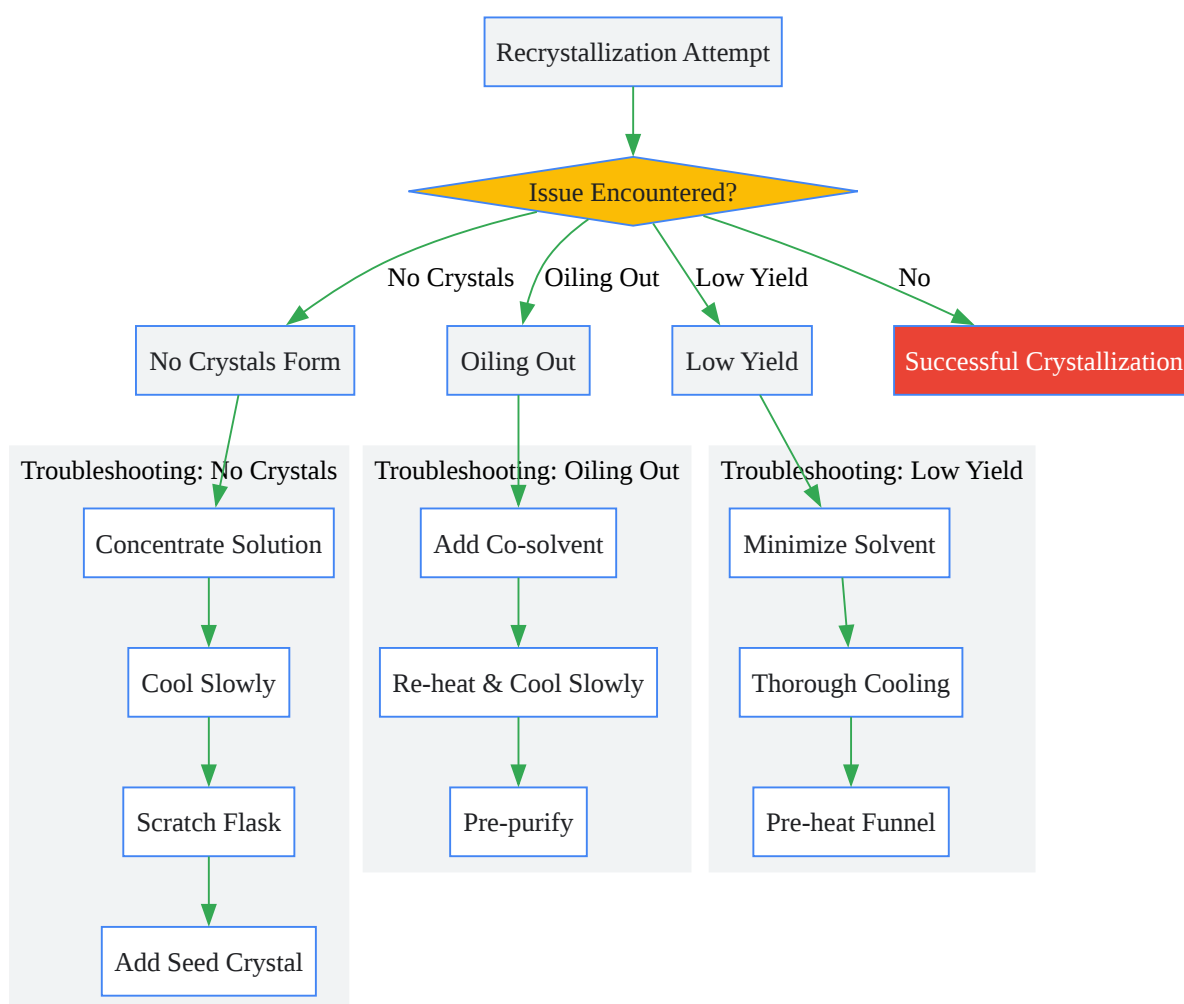 Recrystallization Attempt
Issue Encountered?
No Crystals
Oiling Out
Low Yield
No
No Crystals Form
Oiling Out
Low Yield
Successful Crystallization
Troubleshooting: No Crystals
Troubleshooting: Oiling Out
Troubleshooting: Low Yield
Concentrate Solution
Add Co-solvent
Minimize Solvent
Cool Slowly
Re-heat & Cool Slowly
Thorough Cooling
Scratch Flask
Pre-purify
Pre-heat Funnel
Add Seed Crystal